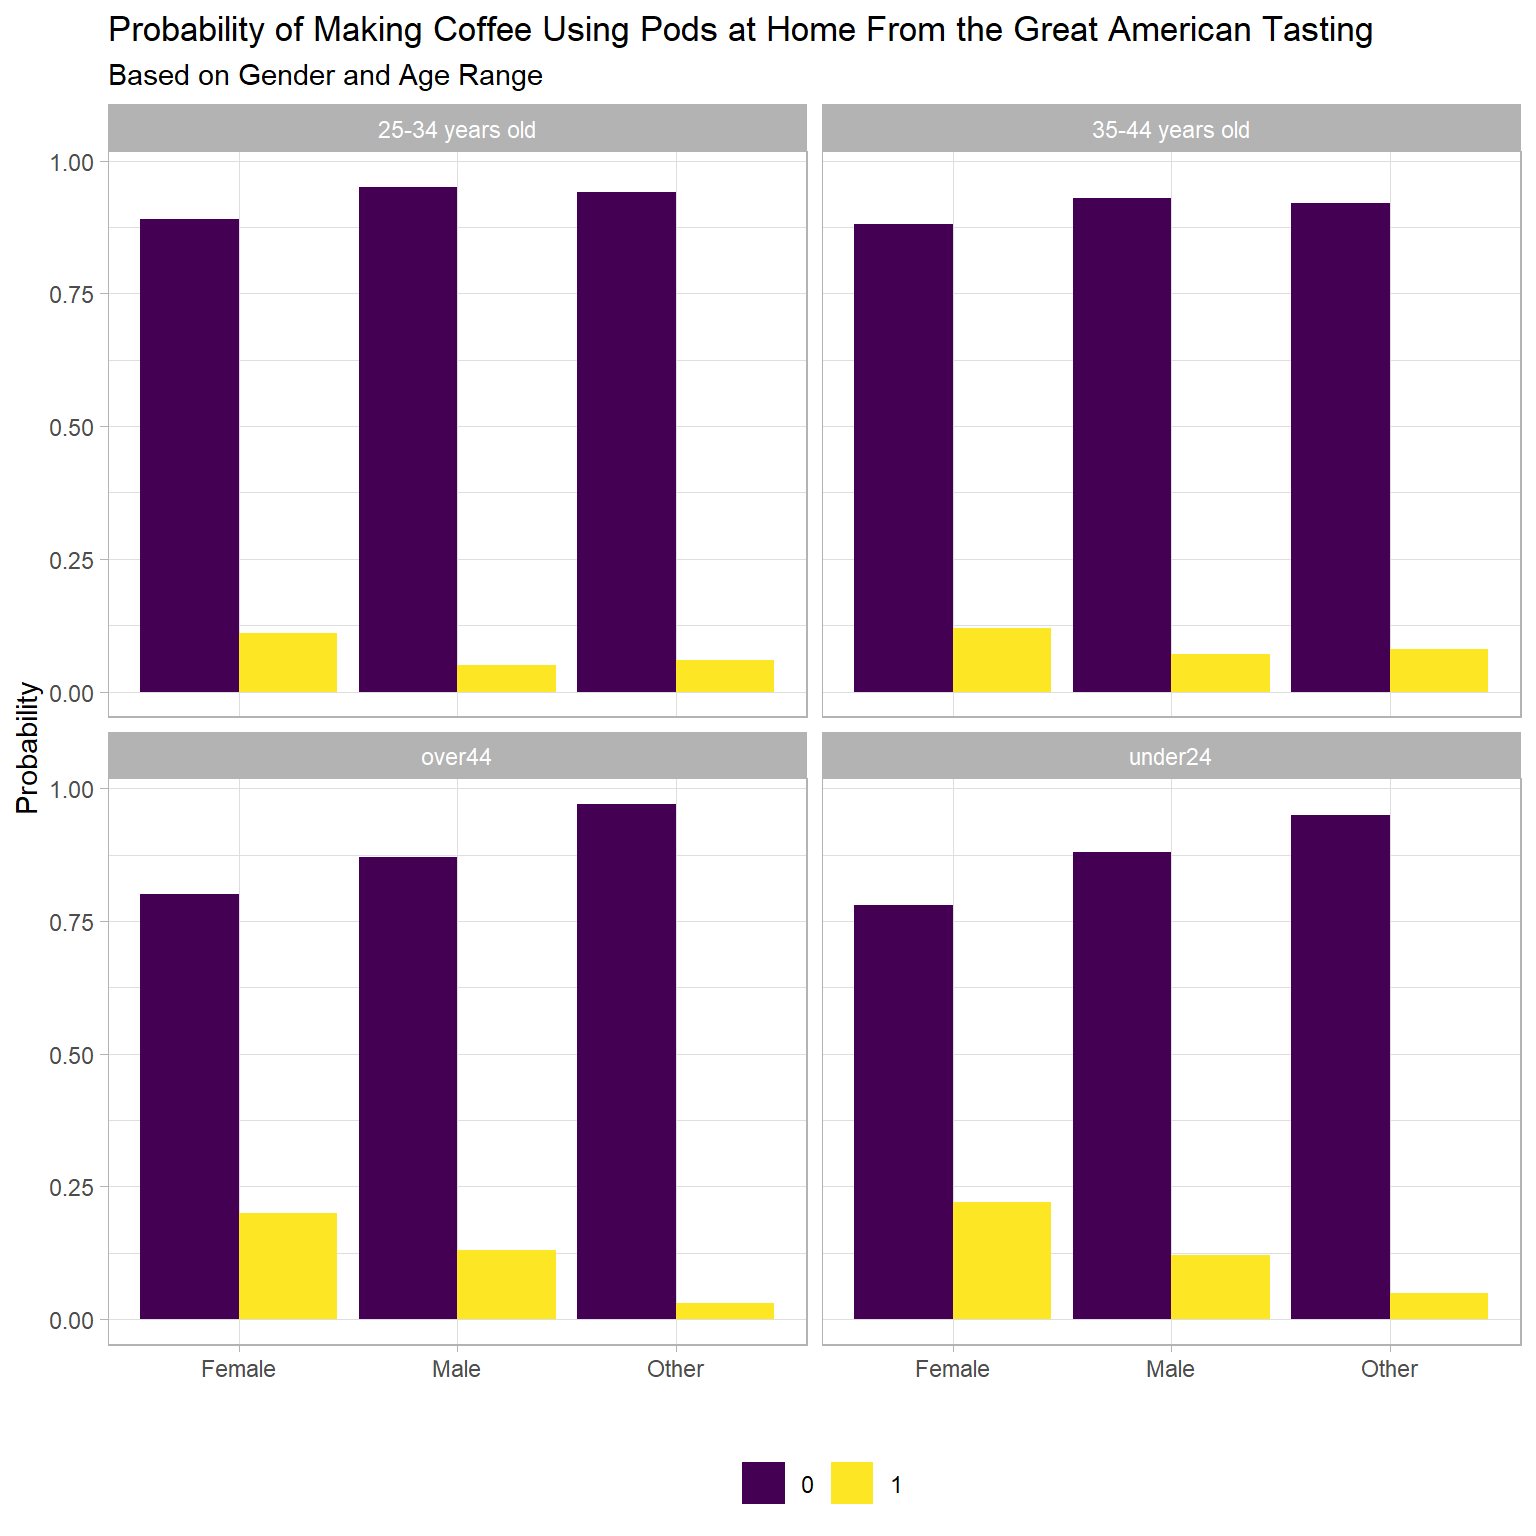 Probability of Making Coffee Using Pods at Home From the Great American Tasting
Based on Gender and Age Range
25-34 years old
35-44 years old
1.00
0.75
0.50
0.25
0.00
Probability
over44
under24
1.00
0.75
0.50
0.25
0.00
Female Male Other
Female Male Other
0 1